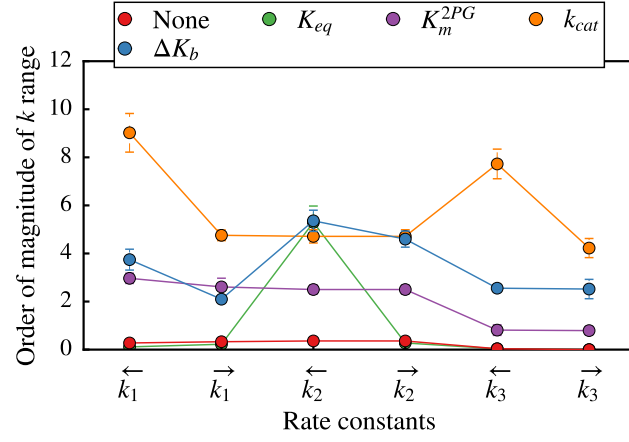 None K_eq K_m^2PG k_cat
ΔK_b
12
10
8
6
4
2
0
Order of magnitude of k range
←k₁ →k₁ ←k₂ →k₂ ←k₃ →k₃
Rate constants